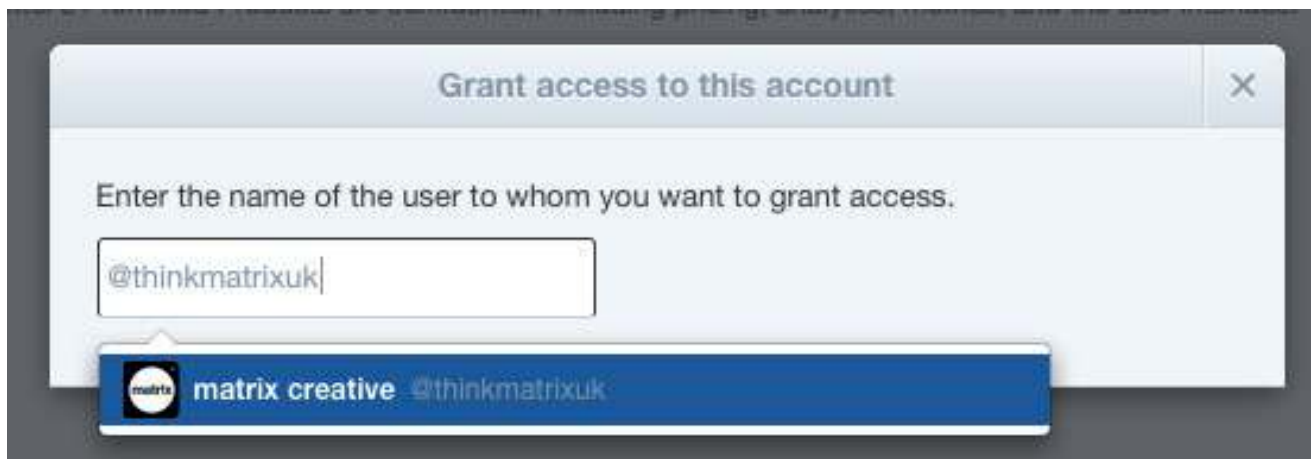 Grant access to this account
Enter the name of the user to whom you want to grant access.
@thinkmatrixuk
matrix
matrix creative @thinkmatrixuk